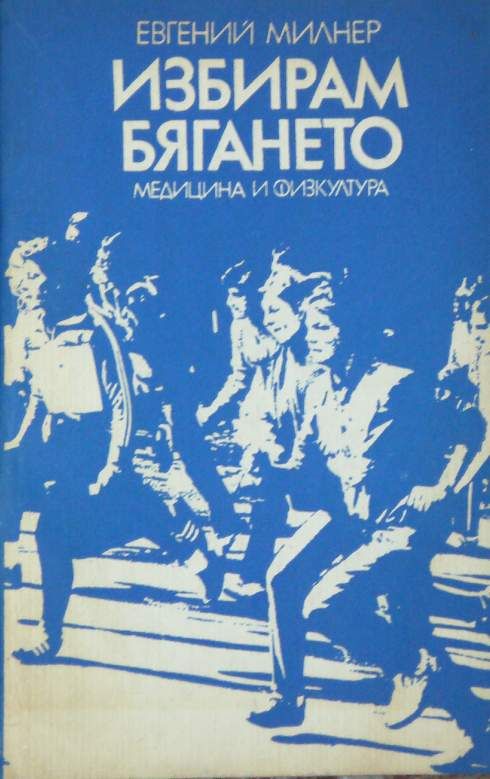 ЕВГЕНИЙ МИЛНЕР
ИЗБИРАМ
БЯГАНЕТО
МЕДИЦИНА И ФИЗКУЛТУРА